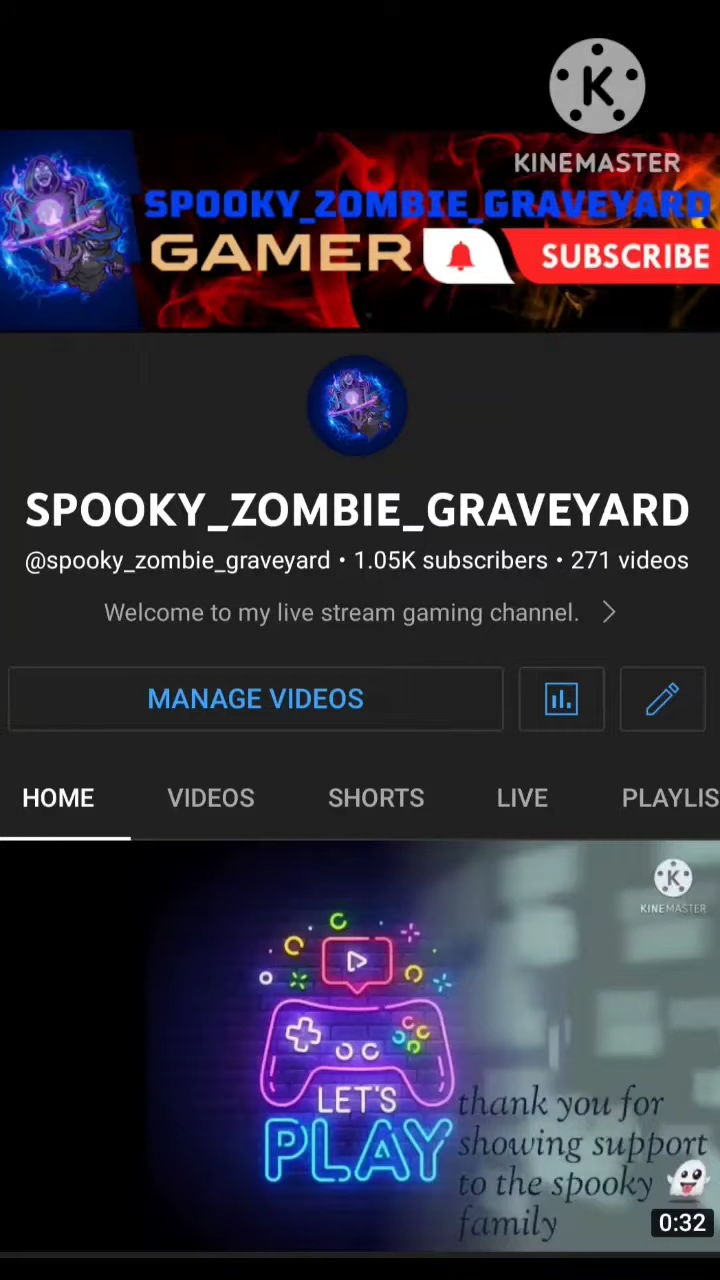 K
KINEMASTER
SPOOKY_ZOMBIE_GRAVEYARD
GAMER
SUBSCRIBE
SPOOKY_ZOMBIE_GRAVEYARD
@spooky_zombie_graveyard • 1.05K subscribers • 271 videos
Welcome to my live stream gaming channel.
MANAGE VIDEOS
HOME VIDEOS SHORTS LIVE PLAYLIS
K
KINEMASTER
LET'S
PLAY
thank you for
showing support
to the spooky 👻
family
0:32